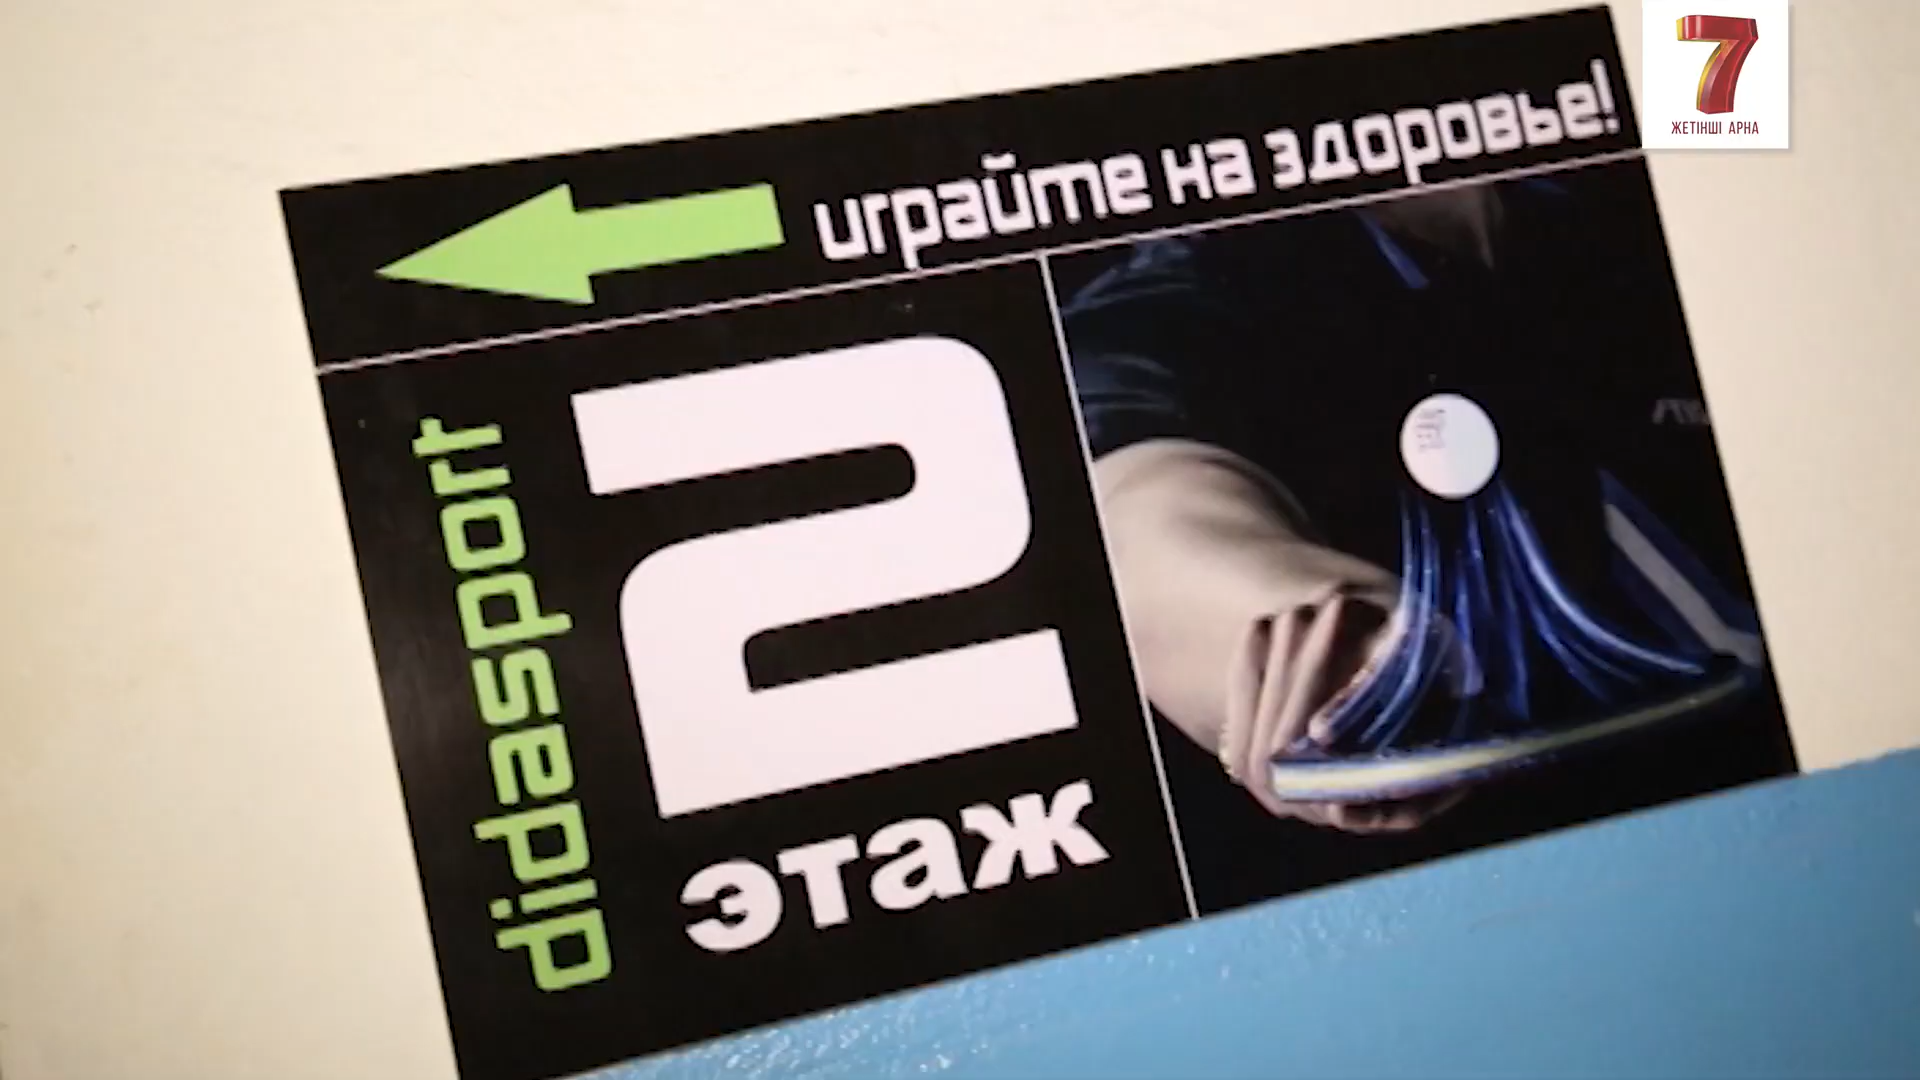 играйте на здоровье!
didasport
2
этаж
7
ЖЕТІНШІ АРНА